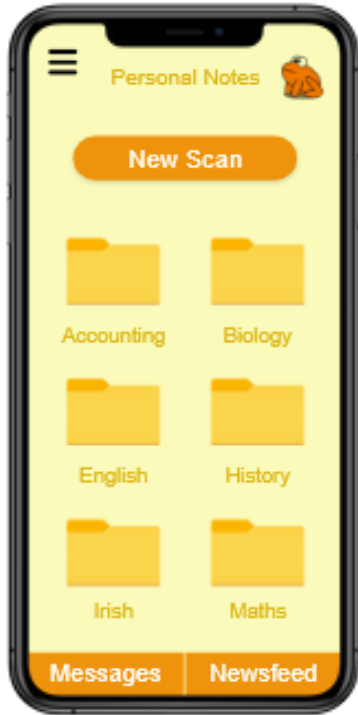 Personal Notes
New Scan
Accounting Biology
English History
Irish Maths
Messages Newsfeed